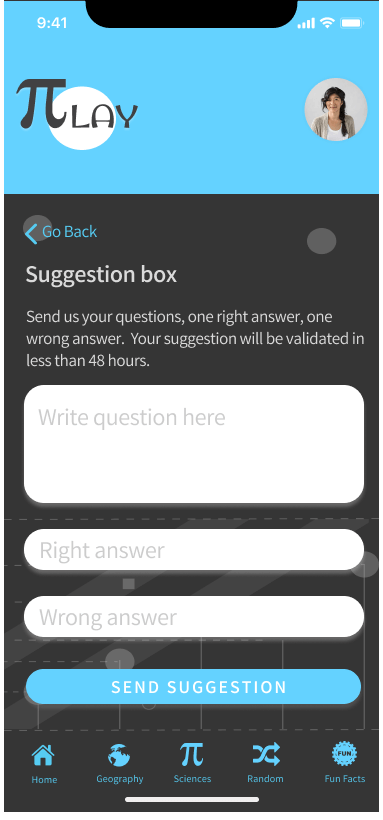 9:41
πLAY
Go Back
Suggestion box
Send us your questions, one right answer, one
wrong answer. Your suggestion will be validated in
less than 48 hours.
Write question here
Right answer
Wrong answer
SEND SUGGESTION
π
FUN
Home Geography Sciences Random Fun Facts